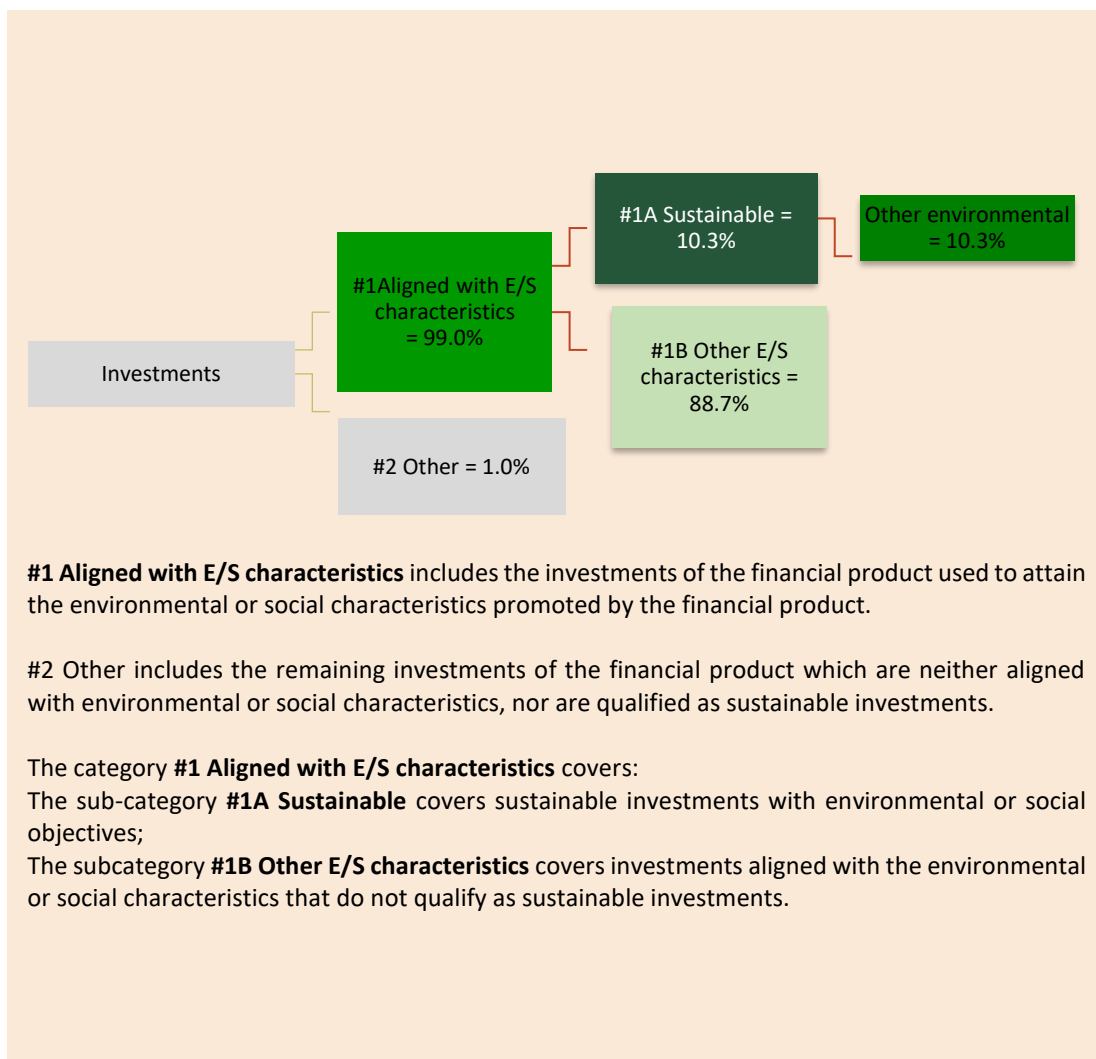 Investments
#1Aligned with E/S
characteristics
= 99.0%
#2 Other = 1.0%
#1A Sustainable =
10.3%
#1B Other E/S
characteristics =
88.7%
Other environmental
= 10.3%
#1 Aligned with E/S characteristics includes the investments of the financial product used to attain
the environmental or social characteristics promoted by the financial product.
#2 Other includes the remaining investments of the financial product which are neither aligned
with environmental or social characteristics, nor are qualified as sustainable investments.
The category #1 Aligned with E/S characteristics covers:
The sub-category #1A Sustainable covers sustainable investments with environmental or social
objectives;
The subcategory #1B Other E/S characteristics covers investments aligned with the environmental
or social characteristics that do not qualify as sustainable investments.